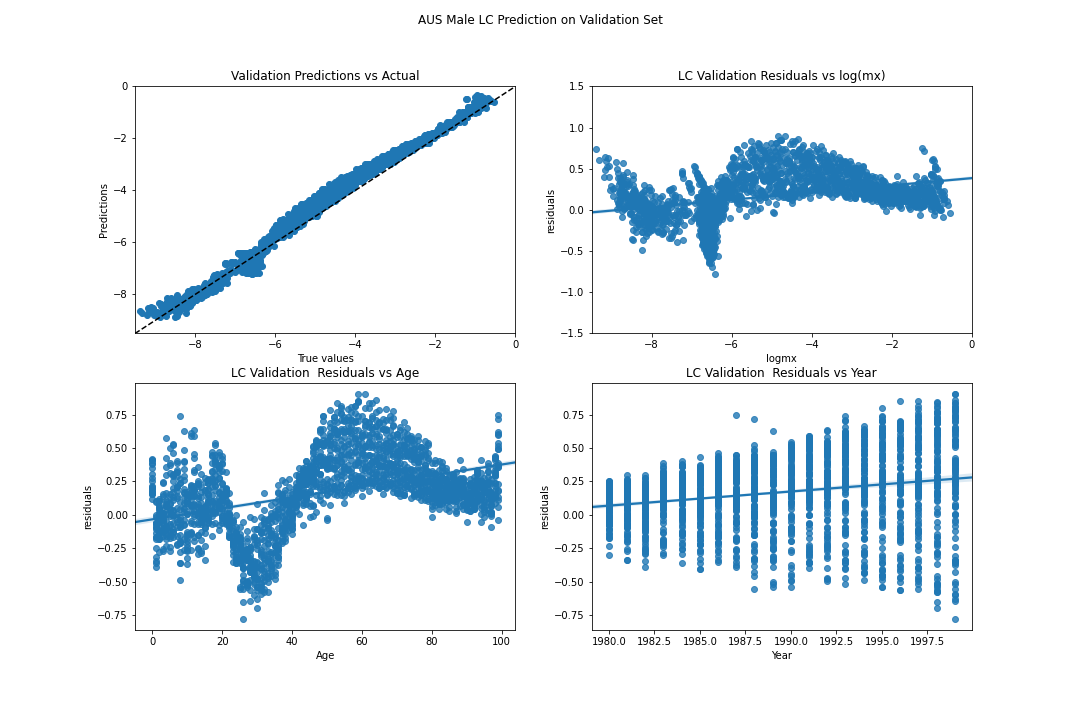 AUS Male LC Prediction on Validation Set
Validation Predictions vs Actual
0
−2
−4
−6
−8
Predictions
−8 −6 −4 −2 0
True values
LC Validation Residuals vs log(mx)
1.5
1.0
0.5
0.0
−0.5
−1.0
−1.5
residuals
−8 −6 −4 −2 0
logmx
LC Validation  Residuals vs Age
0.75
0.50
0.25
0.00
−0.25
−0.50
−0.75
residuals
0 20 40 60 80 100
Age
LC Validation  Residuals vs Year
0.75
0.50
0.25
0.00
−0.25
−0.50
−0.75
residuals
1980.0 1982.5 1985.0 1987.5 1990.0 1992.5 1995.0 1997.5
Year